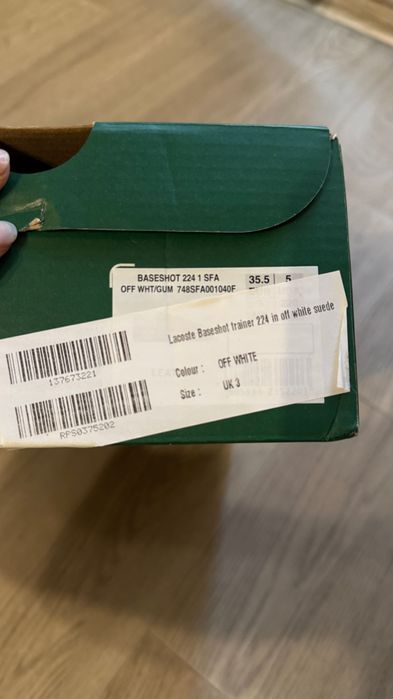 BASESHOT 224 1 SFA
OFF WHT/GUM 748SFA001040F
35.5 5
Lacoste Baseshot trainer 224 in off white suede
Colour : OFF WHITE
Size : UK 3
137673221
RPS0375202